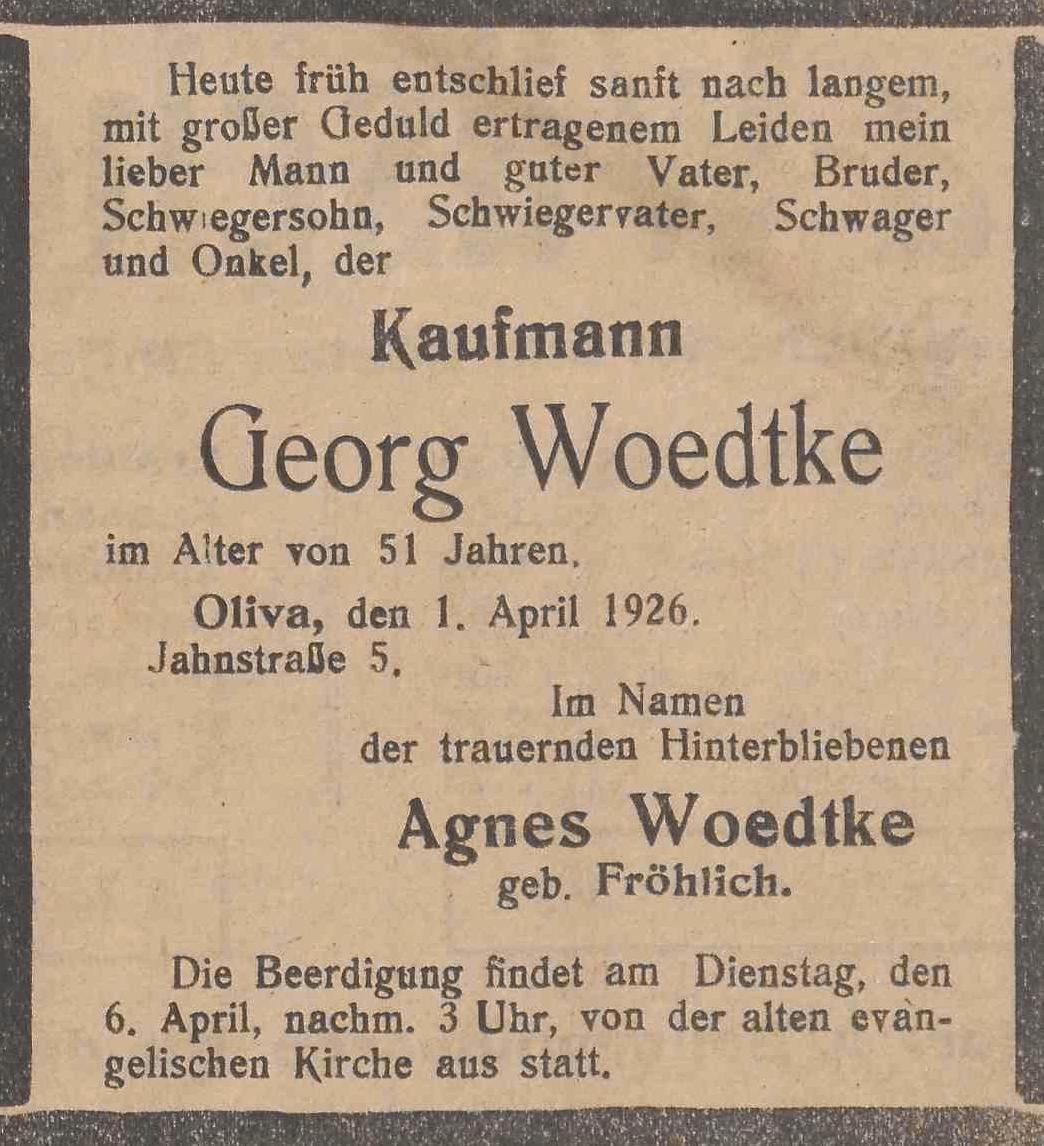 Heute früh entschlief sanft nach langem,
mit großer Geduld ertragenem Leiden mein
lieber Mann und guter Vater, Bruder,
Schwiegersohn, Schwiegervater, Schwager
und Onkel, der
Kaufmann
Georg Woedtke
im Alter von 51 Jahren.
Oliva, den 1. April 1926.
Jahnstraße 5.
Im Namen
der trauernden Hinterbliebenen
Agnes Woedtke
geb. Fröhlich.
Die Beerdigung findet am Dienstag, den
6. April, nachm. 3 Uhr, von der alten evan-
gelischen Kirche aus statt.